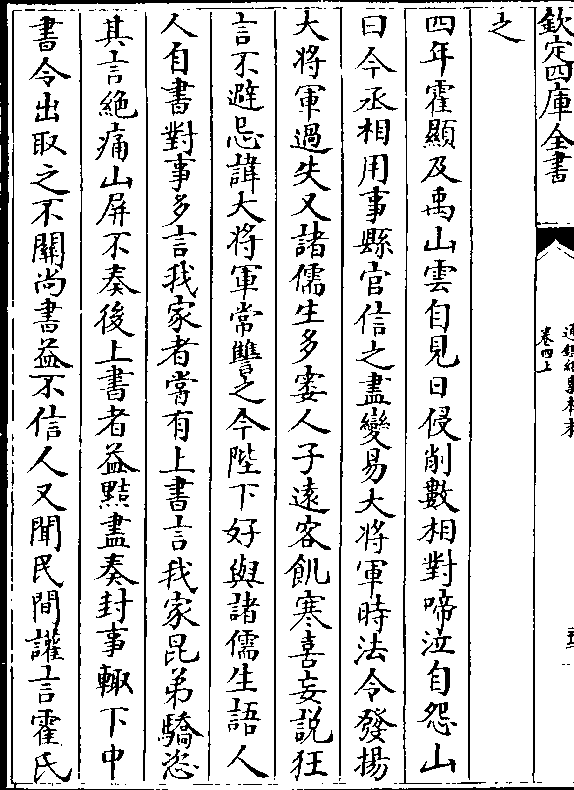 欽定四庫全書
卷四上
之
四年霍顯及禹山雲自見日侵削數相對啼泣自怨山
曰今丞相用事縣官信之盡變易大將軍時法令發揚
大將軍過失又諸儒生多寠人子遠客飢寒喜妄說狂
言不避忌諱大將軍常讐之今陛下好與諸儒生語人
人自書對事多言我家者嘗有上書言我家昆弟驕恣
其言絶痛山屏不奏後上書者益黠盡奏封事輙下中
書令出取之不關尚書益不信人又聞民間讙言霍氏